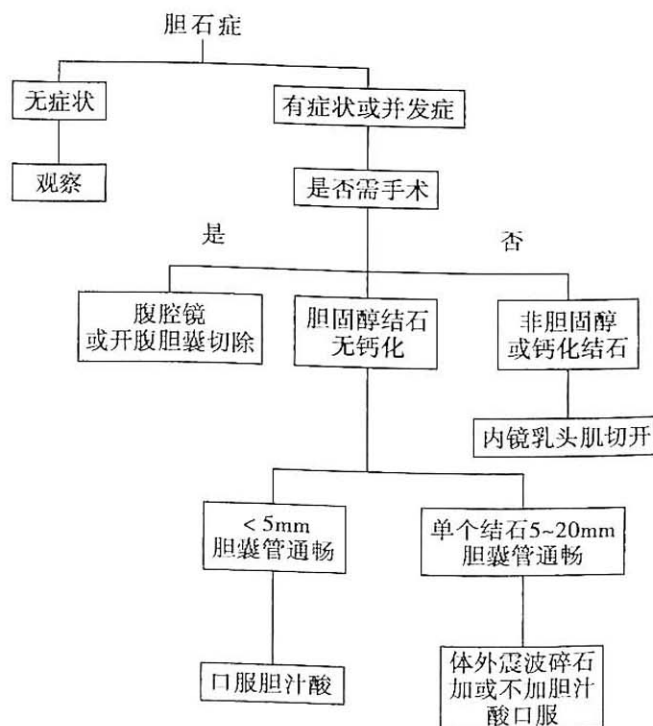 胆石症
无症状
有症状或并发症
观察
是否需手术
是
否
腹腔镜
或开腹胆囊切除
胆固醇结石
无钙化
非胆固醇
或钙化结石
内镜乳头肌切开
<5mm
胆囊管通畅
单个结石5~20mm
胆囊管通畅
口服胆汁酸
体外震波碎石
加或不加胆汁
酸口服